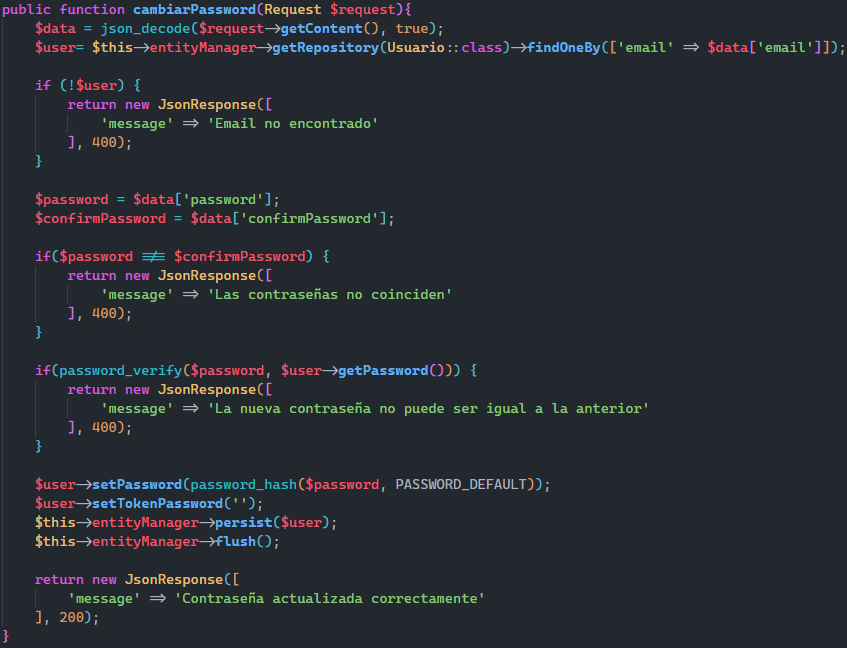 public function cambiarPassword(Request $request){
    $data = json_decode($request->getContent(), true);
    $user= $this->entityManager->getRepository(Usuario::class)->findOneBy(['email' => $data['email']]);
    if (!$user) {
        return new JsonResponse([
            'message' => 'Email no encontrado'
        ], 400);
    }
    $password = $data['password'];
    $confirmPassword = $data['confirmPassword'];
    if($password !== $confirmPassword) {
        return new JsonResponse([
            'message' => 'Las contraseñas no coinciden'
        ], 400);
    }
    if(password_verify($password, $user->getPassword())) {
        return new JsonResponse([
            'message' => 'La nueva contraseña no puede ser igual a la anterior'
        ], 400);
    }
    $user->setPassword(password_hash($password, PASSWORD_DEFAULT));
    $user->setTokenPassword('');
    $this->entityManager->persist($user);
    $this->entityManager->flush();
    return new JsonResponse([
        'message' => 'Contraseña actualizada correctamente'
    ], 200);
}